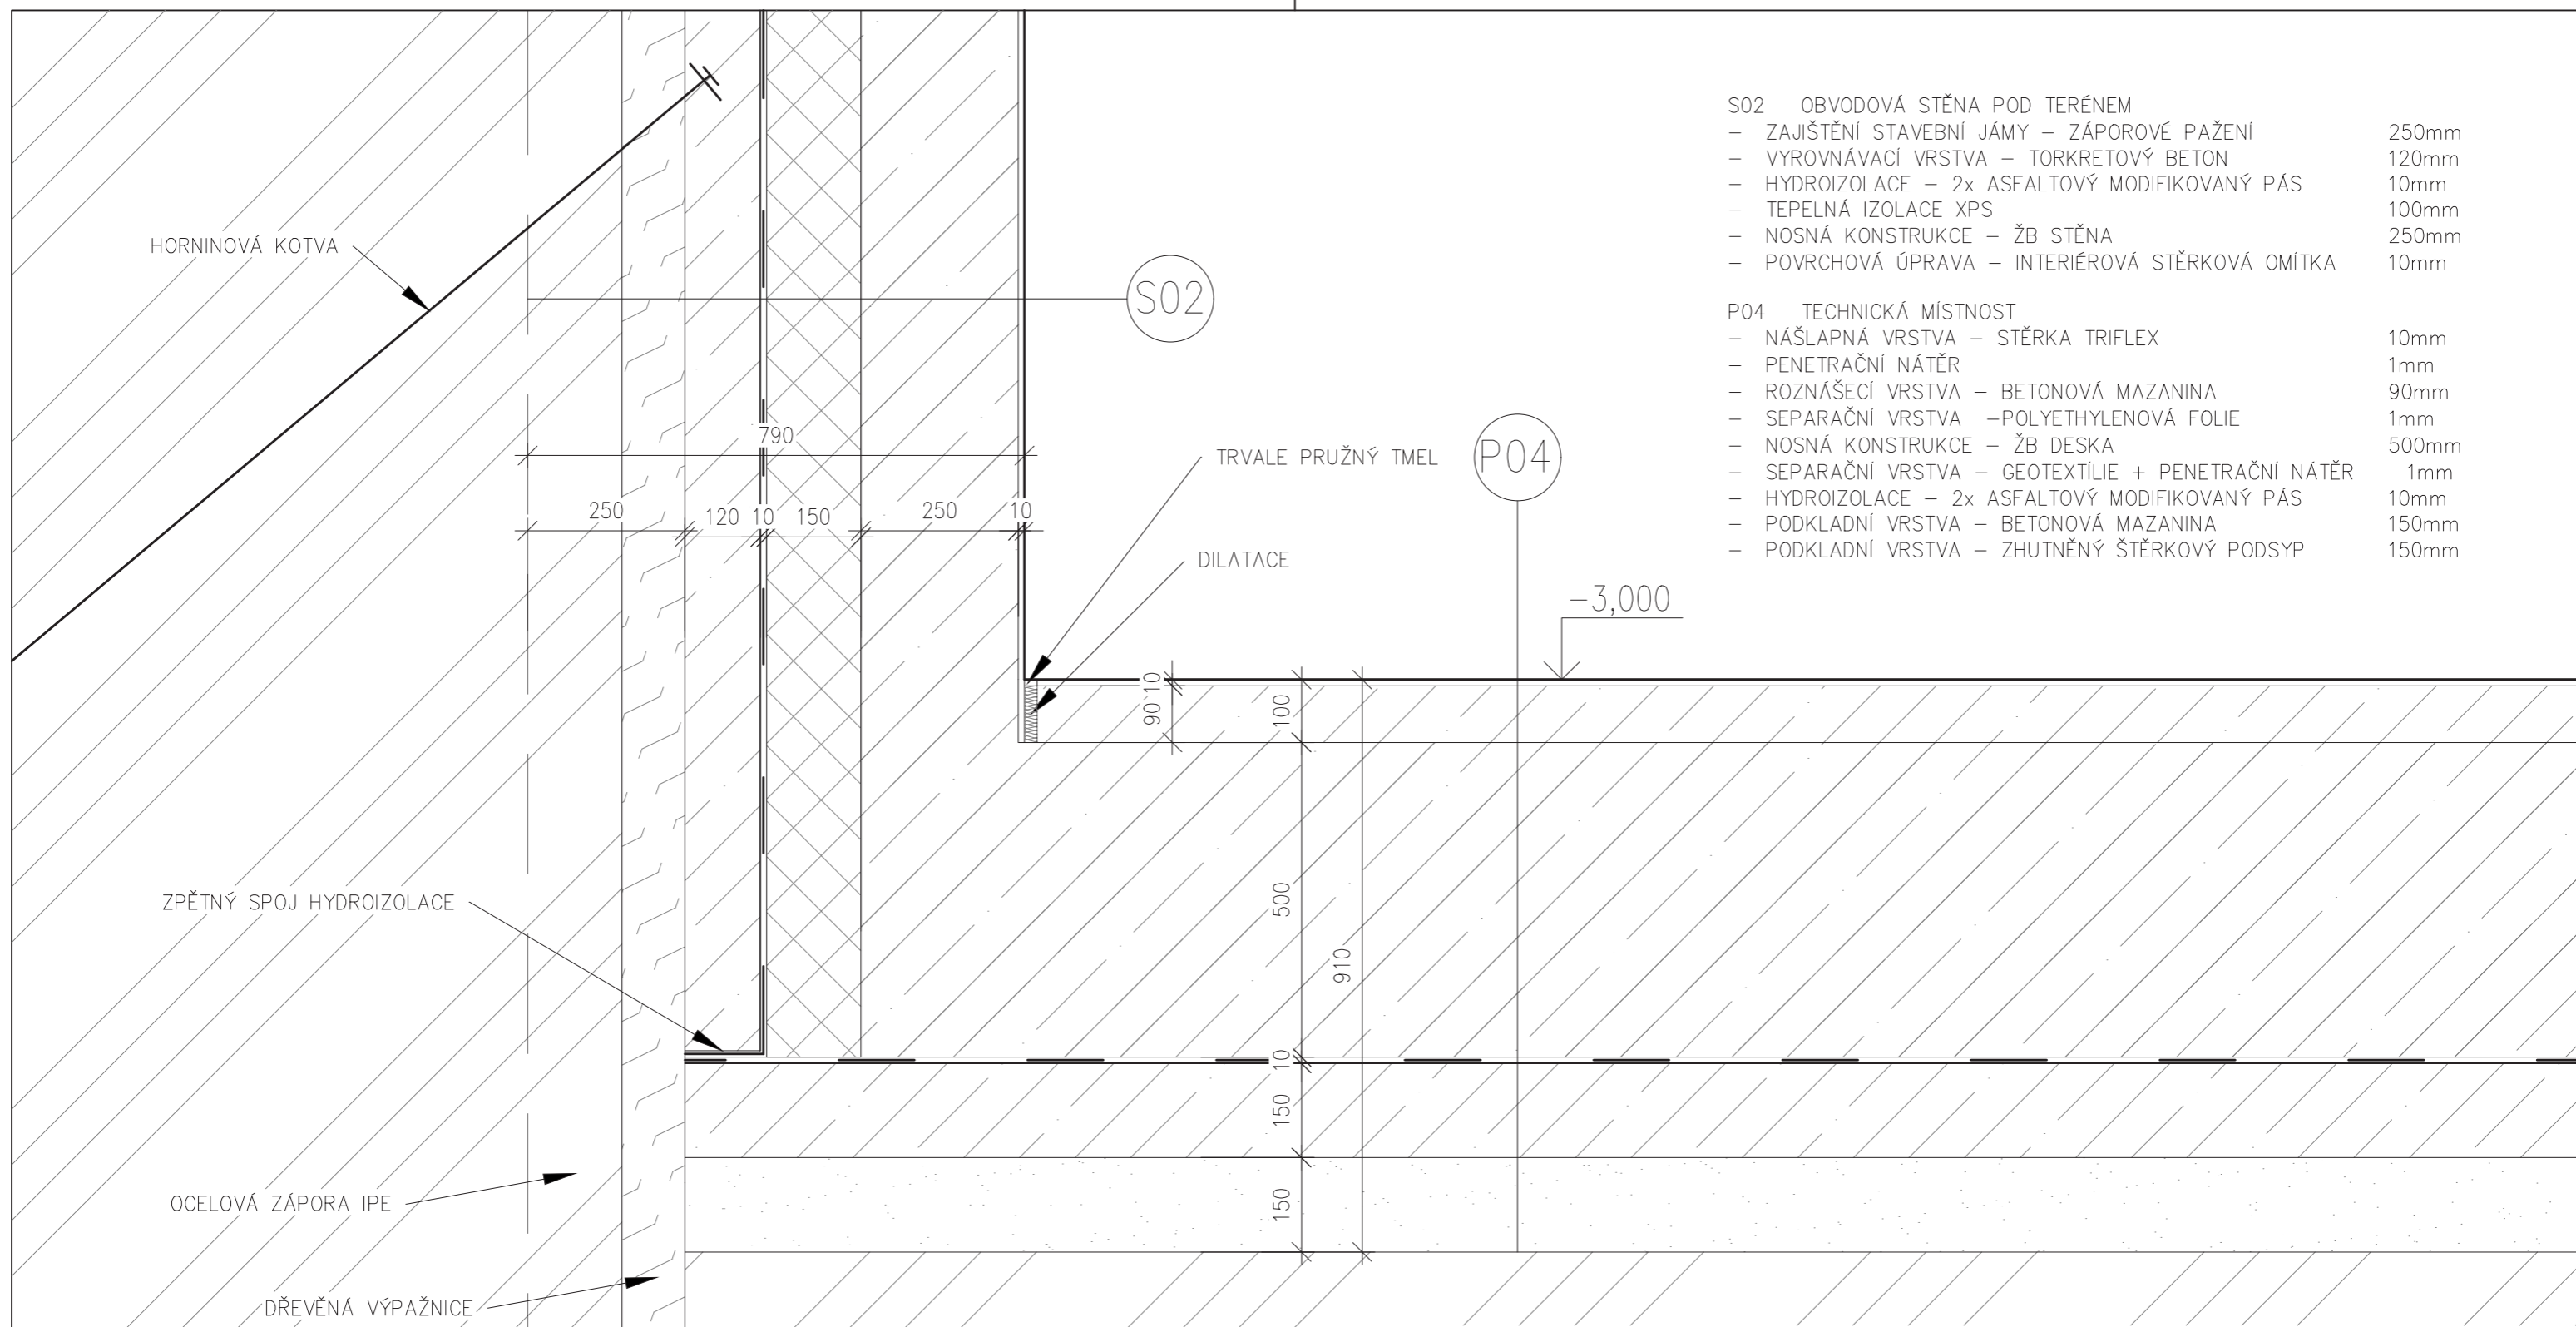 S02 OBVODOVÁ STĚNA POD TERÉNEM
– ZAJIŠTĚNÍ STAVEBNÍ JÁMY – ZÁPOROVÉ PAŽENÍ 250mm
– VYROVNÁVACÍ VRSTVA – TORKRETOVÝ BETON 120mm
– HYDROIZOLACE – 2x ASFALTOVÝ MODIFIKOVANÝ PÁS 10mm
– TEPELNÁ IZOLACE XPS 100mm
– NOSNÁ KONSTRUKCE – ŽB STĚNA 250mm
– POVRCHOVÁ ÚPRAVA – INTERIÉROVÁ STĚRKOVÁ OMÍTKA 10mm
P04 TECHNICKÁ MÍSTNOST
– NÁŠLAPNÁ VRSTVA – STĚRKA TRIFLEX 10mm
– PENETRAČNÍ NÁTĚR 1mm
– ROZNÁŠECÍ VRSTVA – BETONOVÁ MAZANINA 90mm
– SEPARAČNÍ VRSTVA –POLYETHYLENOVÁ FOLIE 1mm
– NOSNÁ KONSTRUKCE – ŽB DESKA 500mm
– SEPARAČNÍ VRSTVA – GEOTEXTÍLIE + PENETRAČNÍ NÁTĚR 1mm
– HYDROIZOLACE – 2x ASFALTOVÝ MODIFIKOVANÝ PÁS 10mm
– PODKLADNÍ VRSTVA – BETONOVÁ MAZANINA 150mm
– PODKLADNÍ VRSTVA – ZHUTNĚNÝ ŠTĚRKOVÝ PODSYP 150mm
HORNINOVÁ KOTVA
S02
790
TRVALE PRUŽNÝ TMEL
P04
250 120 10 150 250 10
DILATACE
–3,000
10
90
100
500
910
10
150
150
ZPĚTNÝ SPOJ HYDROIZOLACE
OCELOVÁ ZÁPORA IPE
DŘEVĚNÁ VÝPAŽNICE